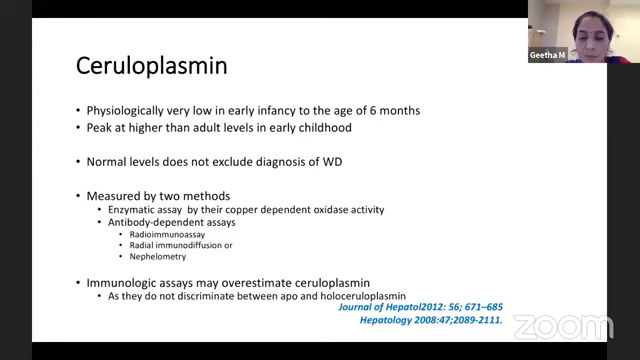 Geetha M
Ceruloplasmin
• Physiologically very low in early infancy to the age of 6 months
• Peak at higher than adult levels in early childhood
• Normal levels does not exclude diagnosis of WD
• Measured by two methods
• Enzymatic assay by their copper dependent oxidase activity
• Antibody-dependent assays
• Radioimmunoassay
• Radial immunodiffusion or
• Nephelometry
• Immunologic assays may overestimate ceruloplasmin
• As they do not discriminate between apo and holoceruloplasmin
Journal of Hepatol2012: 56; 671–685
Hepatology 2008:47;2089-2111.
zoom